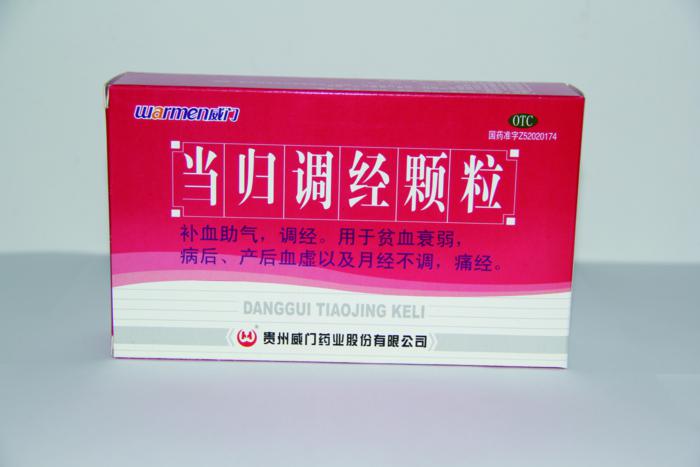 warmen威门
OTC
国药准字Z52020174
当归调经颗粒
补血助气，调经。用于贫血衰弱，
病后、产后血虚以及月经不调，痛经。
DANGGUI TIAOJING KELI
® 贵州威门药业股份有限公司